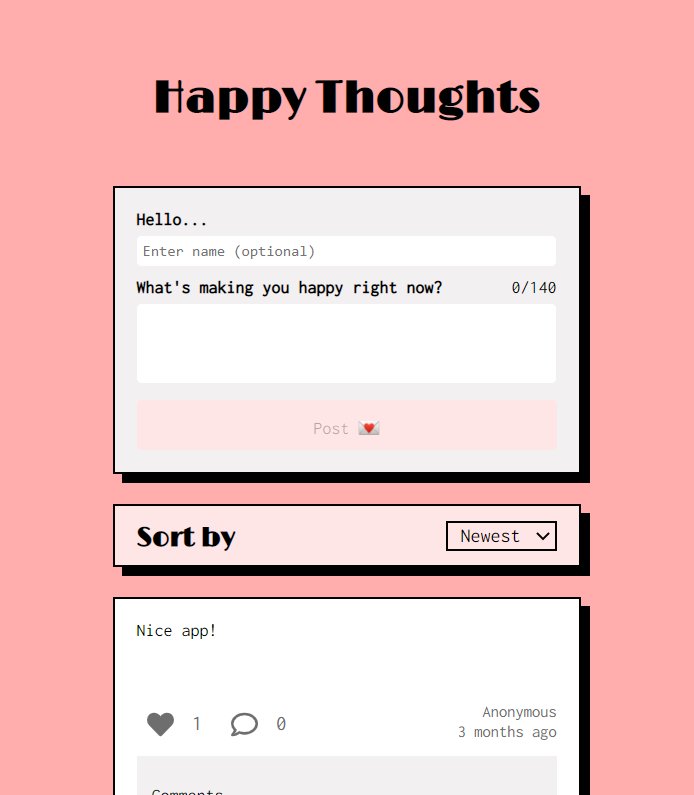 Happy Thoughts
Hello...
Enter name (optional)
What's making you happy right now? 0/140
Post 💌
Sort by Newest
Nice app!
1 0 Anonymous
3 months ago
Comments